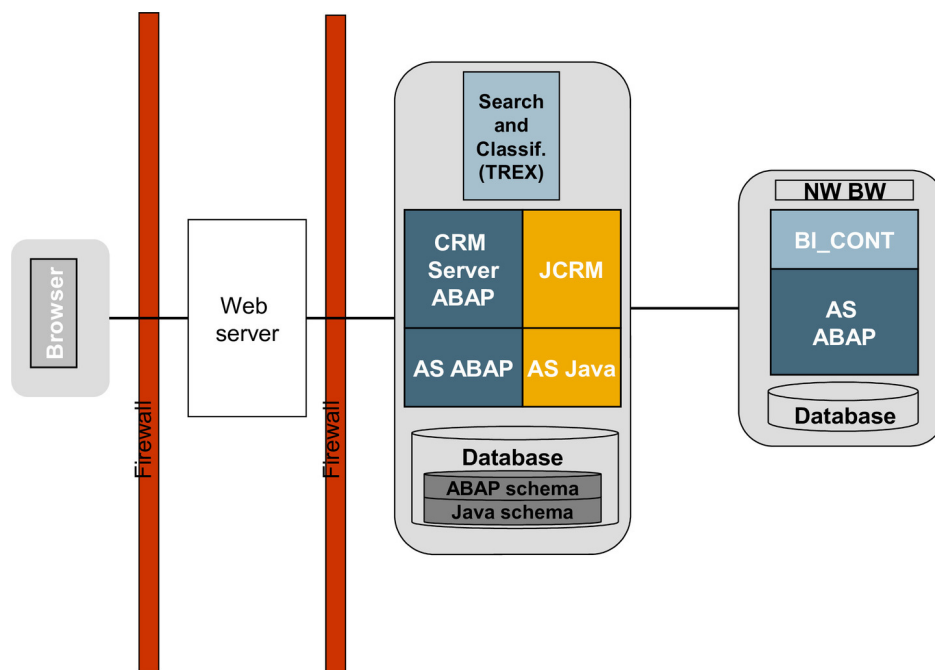 Browser
Firewall
Web
server
Firewall
Search
and
Classif.
(TREX)
CRM
Server
ABAP
JCRM
AS ABAP
AS Java
Database
ABAP schema
Java schema
NW BW
BI_CONT
AS
ABAP
Database